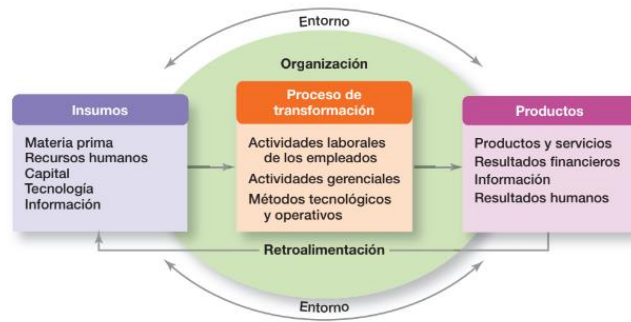 Entorno
Organización
Insumos
Materia prima
Recursos humanos
Capital
Tecnología
Información
Proceso de
transformación
Actividades laborales
de los empleados
Actividades gerenciales
Métodos tecnológicos
y operativos
Productos
Productos y servicios
Resultados financieros
Información
Resultados humanos
Retroalimentación
Entorno